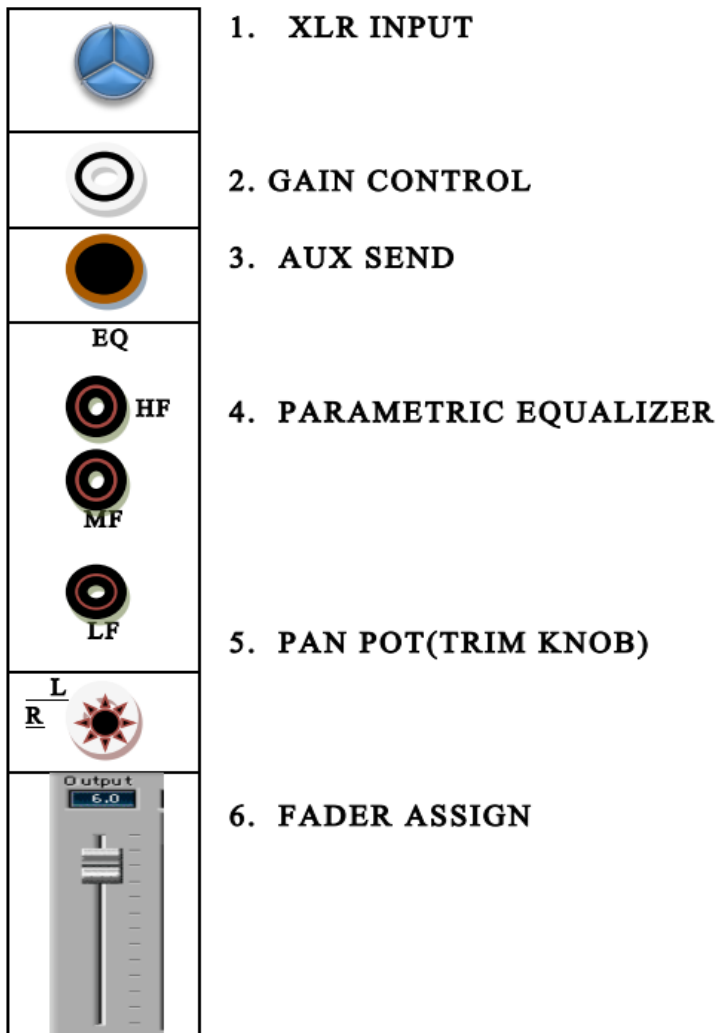 1. XLR INPUT
2. GAIN CONTROL
3. AUX SEND
EQ
HF
4. PARAMETRIC EQUALIZER
MF
LF
5. PAN POT(TRIM KNOB)
L
R
Output
6.0
6. FADER ASSIGN